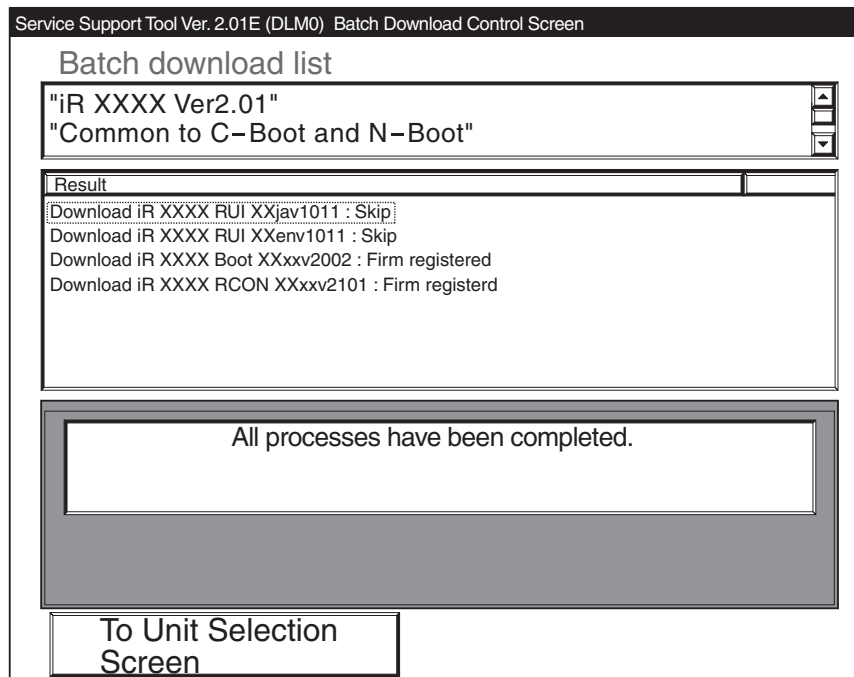 Service Support Tool Ver. 2.01E (DLM0) Batch Download Control Screen
Batch download list
"iR XXXX Ver2.01"
"Common to C-Boot and N-Boot"
Result
Download iR XXXX RUI XXjav1011 : Skip
Download iR XXXX RUI XXenv1011 : Skip
Download iR XXXX Boot XXxxv2002 : Firm registered
Download iR XXXX RCON XXxxv2101 : Firm registerd
All processes have been completed.
To Unit Selection
Screen